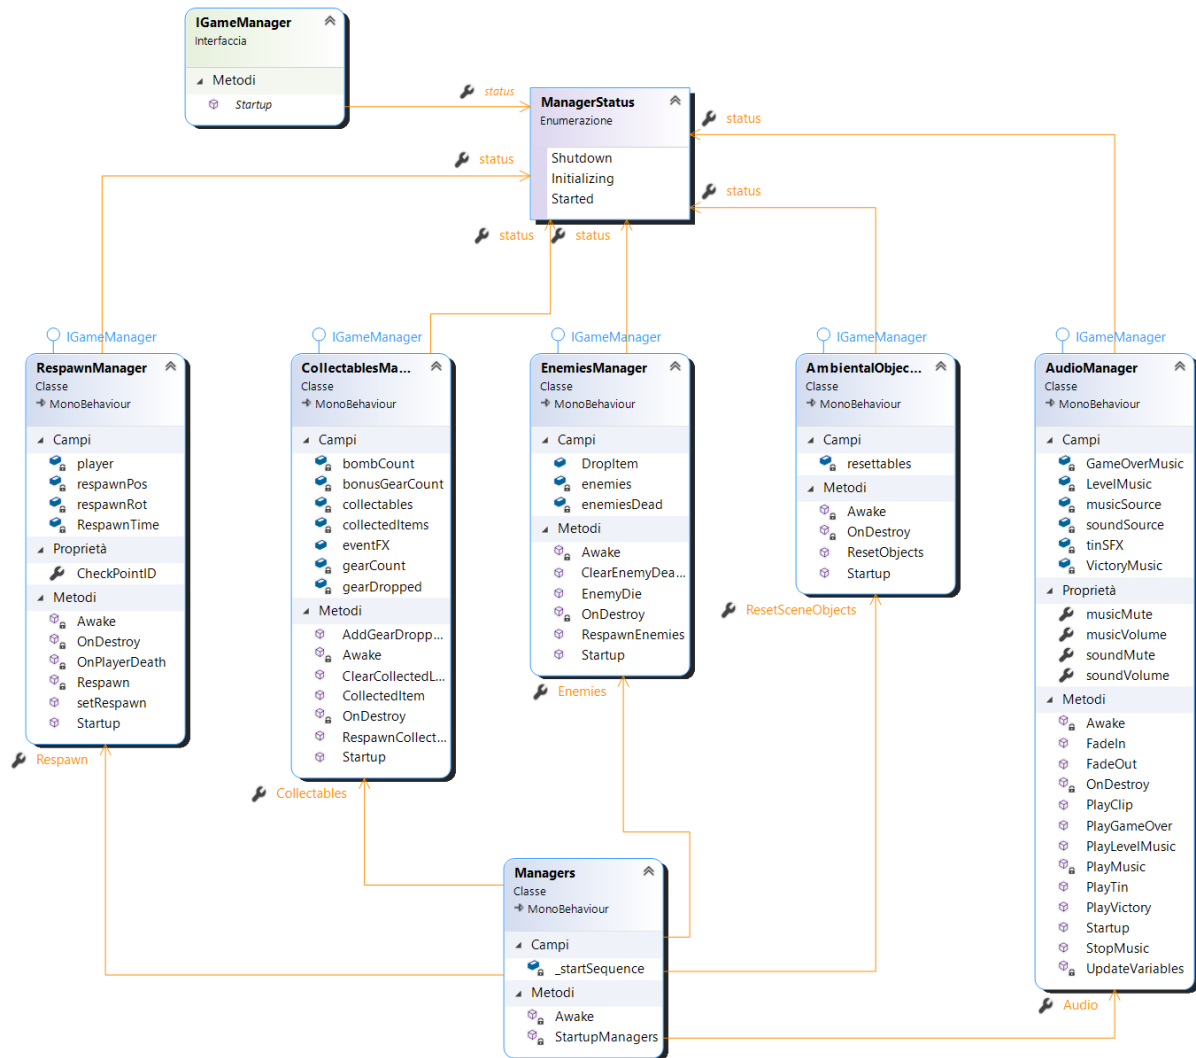 IGameManager
Interfaccia
Metodi
Startup
status
ManagerStatus
Enumerazione
Shutdown
Initializing
Started
status
status
status
status
status
IGameManager
RespawnManager
Classe
MonoBehaviour
Campi
player
respawnPos
respawnRot
RespawnTime
Proprietà
CheckPointID
Metodi
Awake
OnDestroy
OnPlayerDeath
Respawn
setRespawn
Startup
Respawn
IGameManager
CollectablesMa...
Classe
MonoBehaviour
Campi
bombCount
bonusGearCount
collectables
collectedItems
eventFX
gearCount
gearDropped
Metodi
AddGearDropp...
Awake
ClearCollectedL...
CollectedItem
OnDestroy
RespawnCollect...
Startup
Collectables
IGameManager
EnemiesManager
Classe
MonoBehaviour
Campi
DropItem
enemies
enemiesDead
Metodi
Awake
ClearEnemyDea...
EnemyDie
OnDestroy
RespawnEnemies
Startup
Enemies
IGameManager
AmbientalObjec...
Classe
MonoBehaviour
Campi
resettables
Metodi
Awake
OnDestroy
ResetObjects
Startup
ResetSceneObjects
IGameManager
AudioManager
Classe
MonoBehaviour
Campi
GameOverMusic
LevelMusic
musicSource
soundSource
tinSFX
VictoryMusic
Proprietà
musicMute
musicVolume
soundMute
soundVolume
Metodi
Awake
FadeIn
FadeOut
OnDestroy
PlayClip
PlayGameOver
PlayLevelMusic
PlayMusic
PlayTin
PlayVictory
Startup
StopMusic
UpdateVariables
Audio
Managers
Classe
MonoBehaviour
Campi
_startSequence
Metodi
Awake
StartupManagers